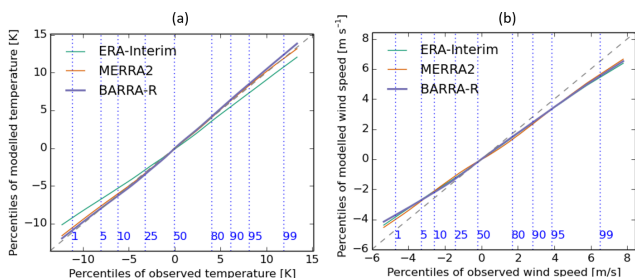 (a)
Percentiles of modelled temperature [K]
15
10
5
0
−5
−10
ERA-Interim
MERRA2
BARRA-R
1 5 10 25 50 80 90 95 99
−10 −5 0 5 10 15
Percentiles of observed temperature [K]
(b)
Percentiles of modelled wind speed [m s⁻¹]
8
6
4
2
0
−2
−4
−6
ERA-Interim
MERRA2
BARRA-R
1 5 10 25 50 80 90 95 99
−6 −4 −2 0 2 4 6 8
Percentiles of observed wind speed [m/s]